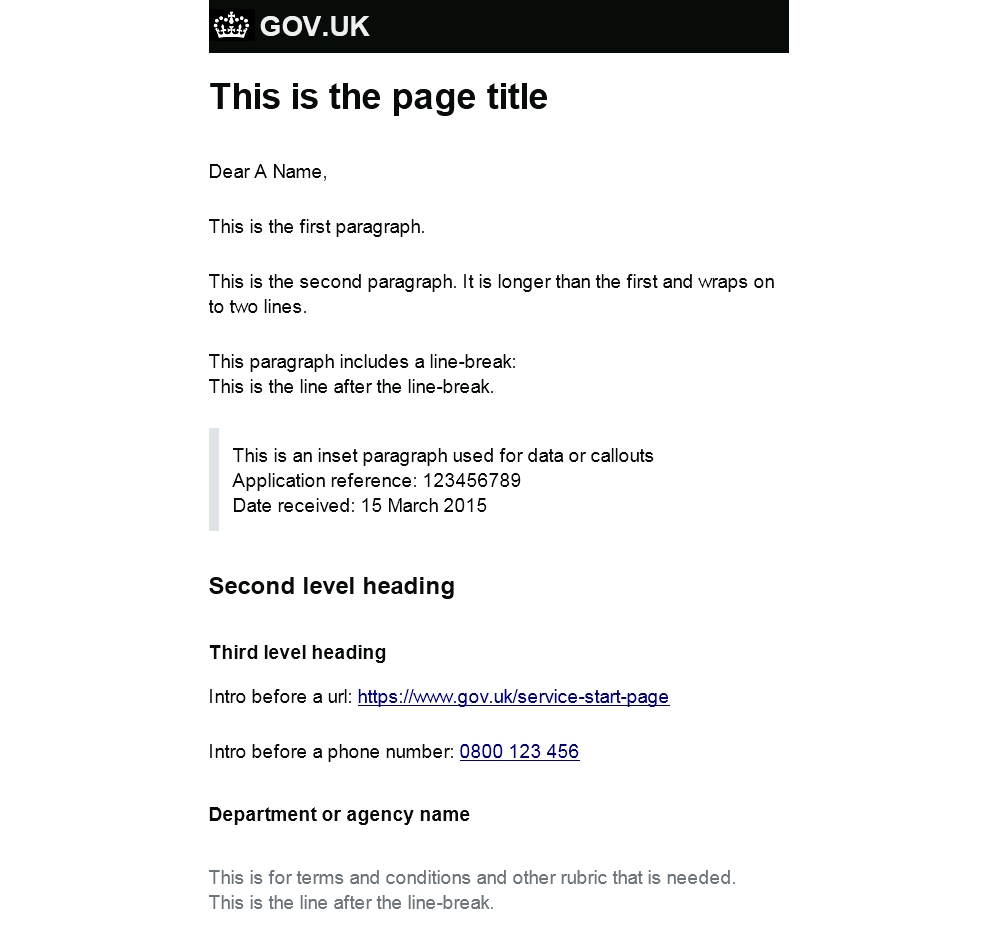 GOV.UK
This is the page title
Dear A Name,
This is the first paragraph.
This is the second paragraph. It is longer than the first and wraps on
to two lines.
This paragraph includes a line-break:
This is the line after the line-break.
This is an inset paragraph used for data or callouts
Application reference: 123456789
Date received: 15 March 2015
Second level heading
Third level heading
Intro before a url: https://www.gov.uk/service-start-page
Intro before a phone number: 0800 123 456
Department or agency name
This is for terms and conditions and other rubric that is needed.
This is the line after the line-break.